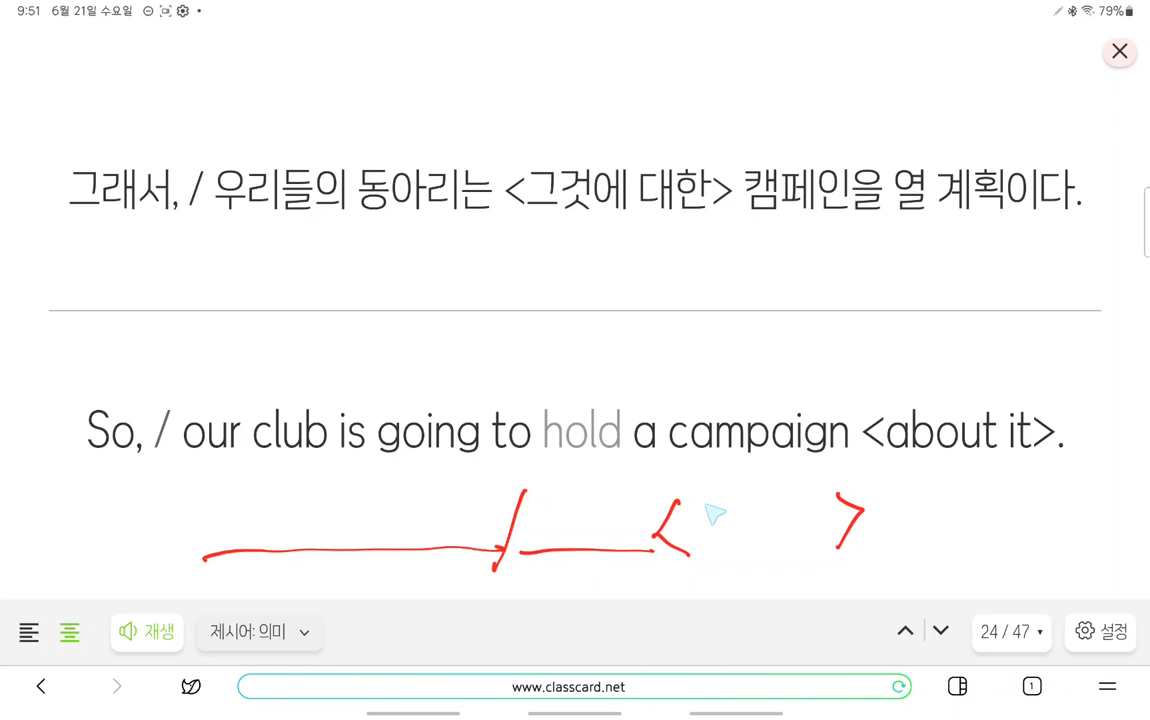 9:51 6월 21일 수요일 79%
그래서, / 우리들의 동아리는 <그것에 대한> 캠페인을 열 계획이다.
So, / our club is going to hold a campaign <about it>.
재생 제시어: 의미 24 / 47 설정
www.classcard.net 1